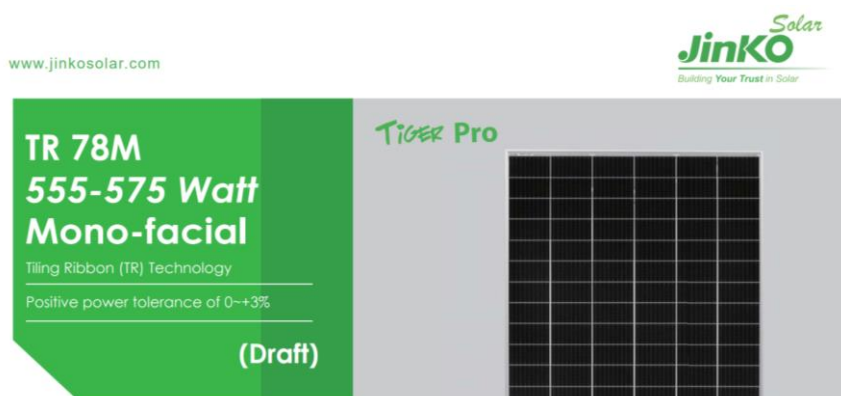 Solar
JinKO
Building Your Trust in Solar
www.jinkosolar.com
TIGER Pro
TR 78M
555-575 Watt
Mono-facial
Tiling Ribbon (TR) Technology
Positive power tolerance of 0~+3%
(Draft)